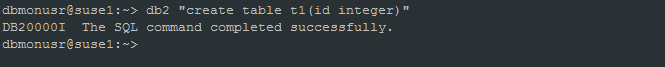 dbmonusr@suse1:~> db2 "create table t1(id integer)"
DB20000I  The SQL command completed successfully.
dbmonusr@suse1:~>